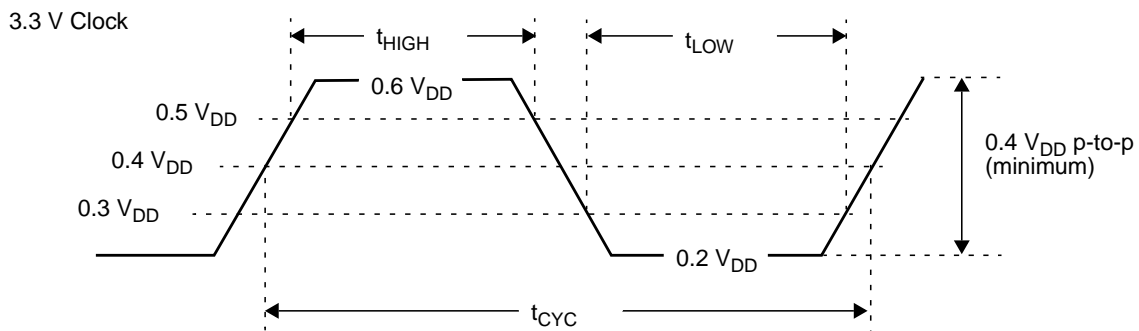 3.3 V Clock
tHIGH
tLOW
0.6 VDD
0.5 VDD
0.4 VDD
0.4 VDD p-to-p
(minimum)
0.3 VDD
0.2 VDD
tCYC